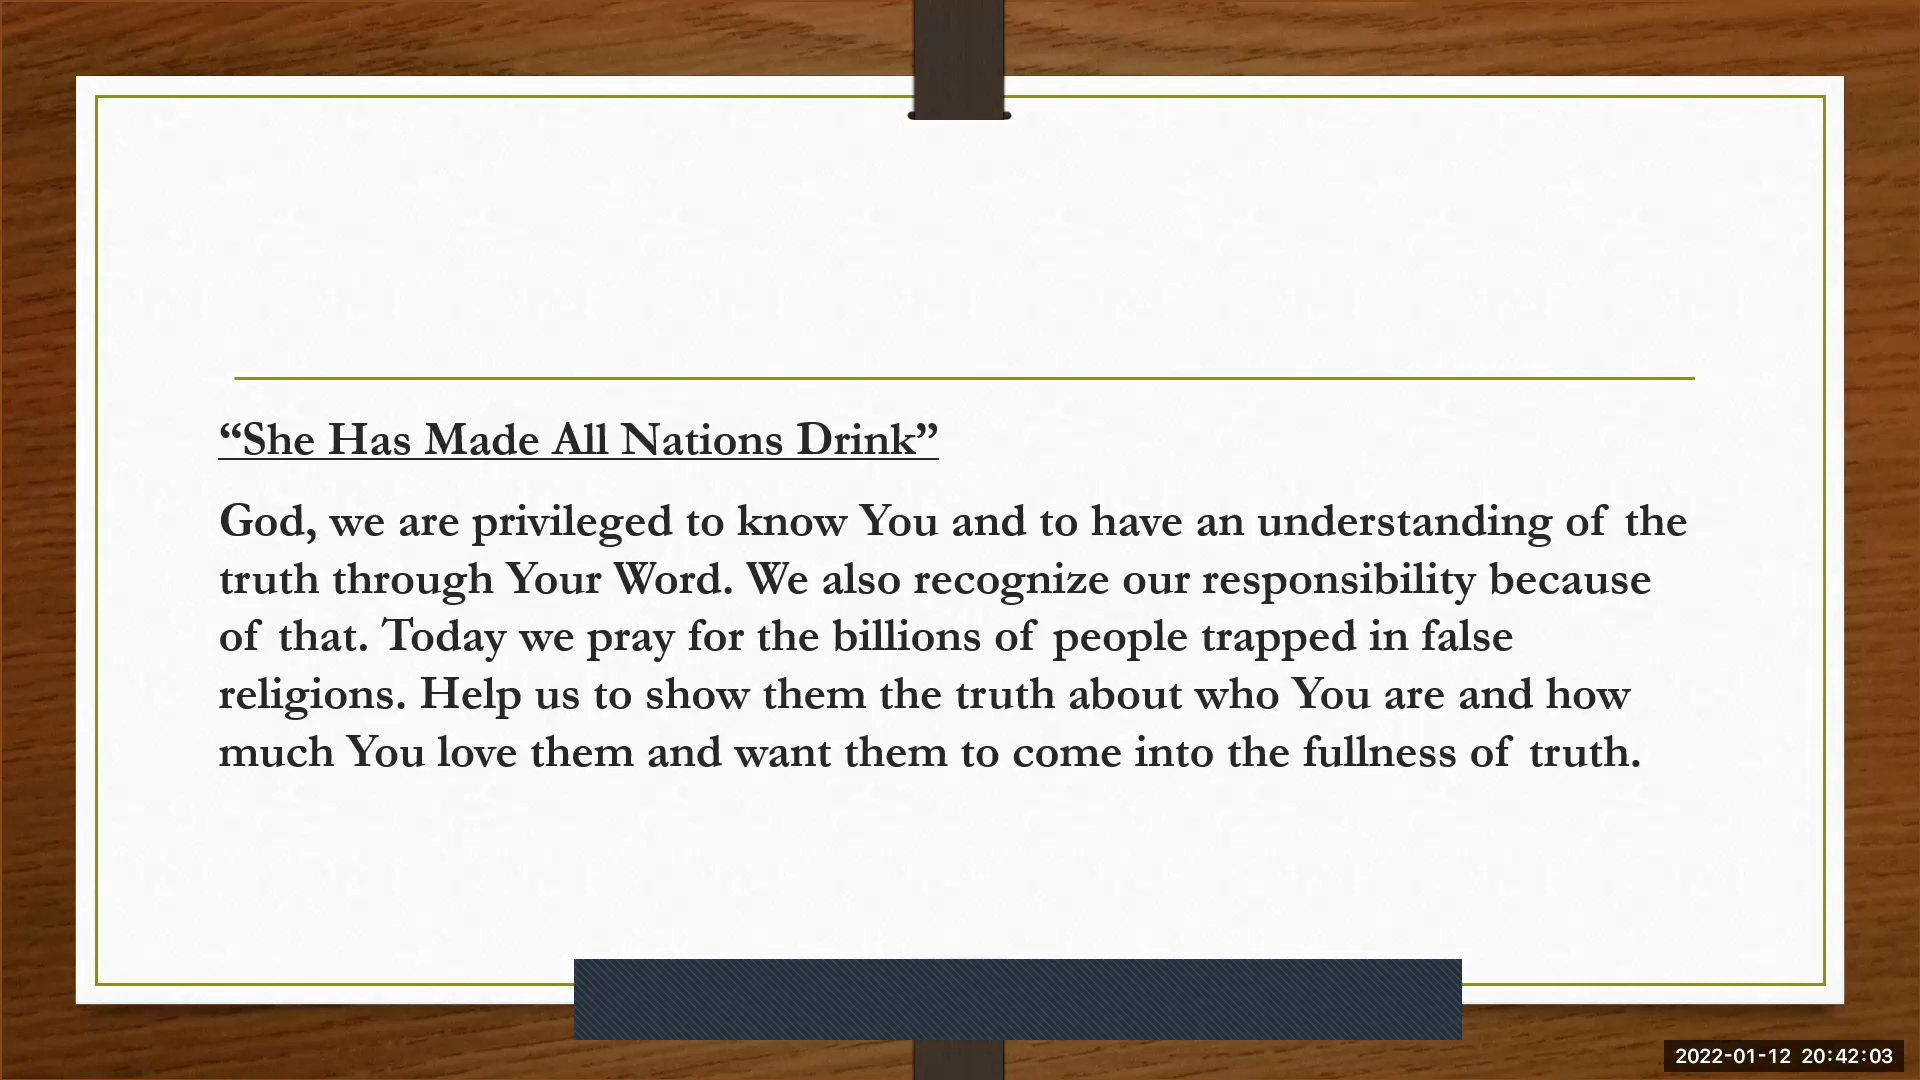 “She Has Made All Nations Drink”
God, we are privileged to know You and to have an understanding of the
truth through Your Word. We also recognize our responsibility because
of that. Today we pray for the billions of people trapped in false
religions. Help us to show them the truth about who You are and how
much You love them and want them to come into the fullness of truth.
2022-01-12 20:42:03